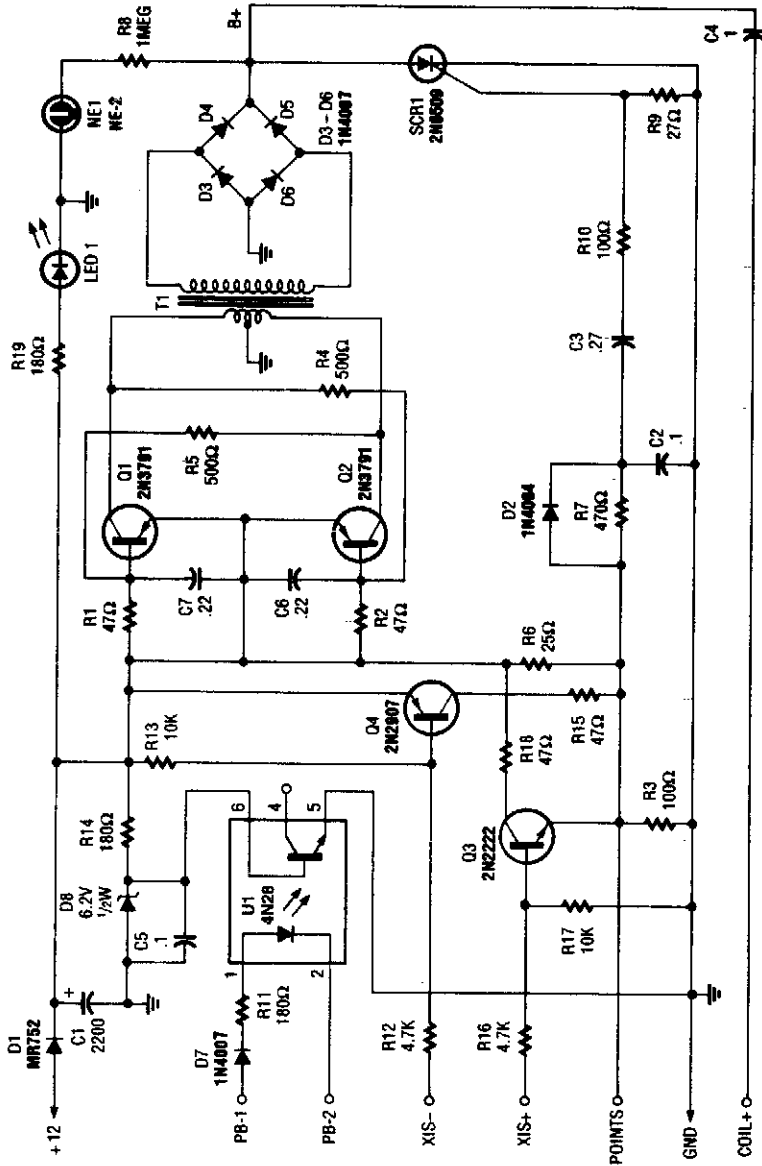 B+
R8
1MEG
NE1
NE-2
C4
1
D4
D5
D3 – D6
1N4007
D3
D6
SCR1
2N6509
R9
27Ω
LED 1
T1
R10
100Ω
R19
180Ω
R4
500Ω
C3
.27
R5
500Ω
Q1
2N3791
Q2
2N3791
D2
1N4004
R7
470Ω
C2
.1
R1
47Ω
C7
.22
C6
.22
R2
47Ω
R6
25Ω
R13
10K
Q4
2N2907
R18
47Ω
R15
47Ω
R14
180Ω
6
4
5
Q3
2N2222
R3
100Ω
D8
6.2V
½W
C5
.1
U1
4N28
1
2
R17
10K
D1
MR752
+
C1
2200
D7
1N4007
R11
180Ω
R12
4.7K
R16
4.7K
+12
PB-1
PB-2
XIS-
XIS+
POIMTS
GND
COIL+